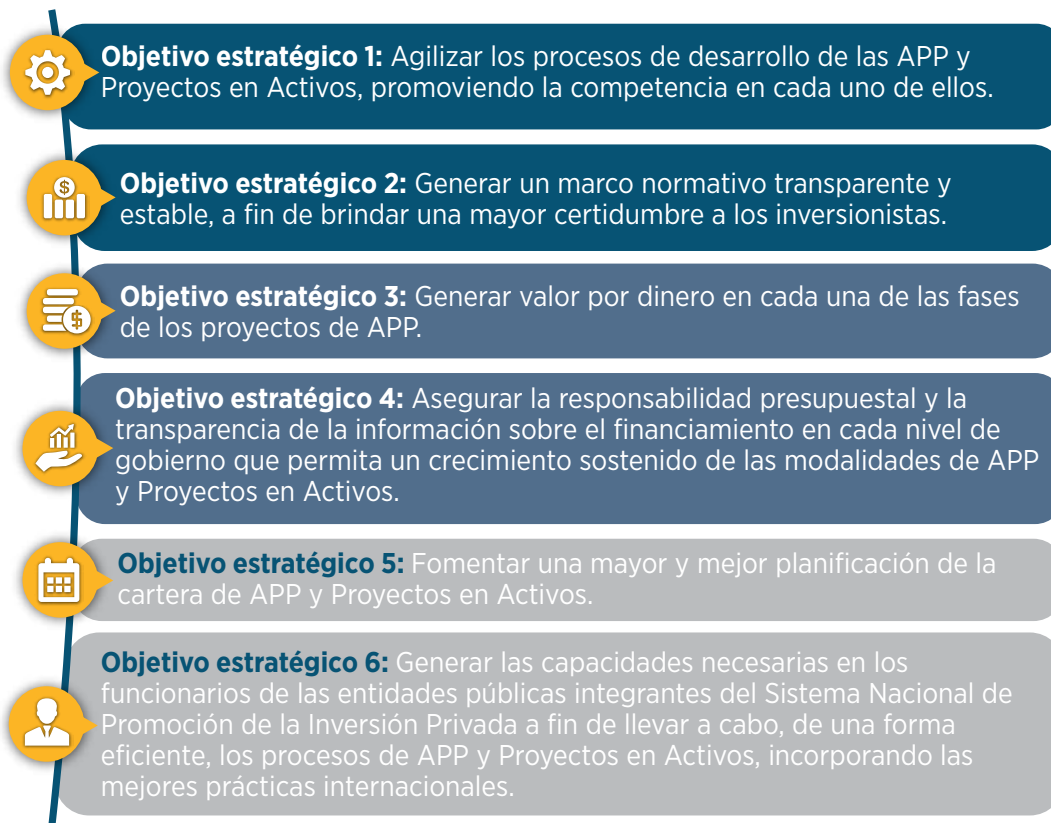 Objetivo estratégico 1: Agilizar los procesos de desarrollo de las APP y
Proyectos en Activos, promoviendo la competencia en cada uno de ellos.
Objetivo estratégico 2: Generar un marco normativo transparente y
estable, a fin de brindar una mayor certidumbre a los inversionistas.
Objetivo estratégico 3: Generar valor por dinero en cada una de las fases
de los proyectos de APP.
Objetivo estratégico 4: Asegurar la responsabilidad presupuestal y la
transparencia de la información sobre el financiamiento en cada nivel de
gobierno que permita un crecimiento sostenido de las modalidades de APP
y Proyectos en Activos.
Objetivo estratégico 5: Fomentar una mayor y mejor planificación de la
cartera de APP y Proyectos en Activos.
Objetivo estratégico 6: Generar las capacidades necesarias en los
funcionarios de las entidades públicas integrantes del Sistema Nacional de
Promoción de la Inversión Privada a fin de llevar a cabo, de una forma
eficiente, los procesos de APP y Proyectos en Activos, incorporando las
mejores prácticas internacionales.